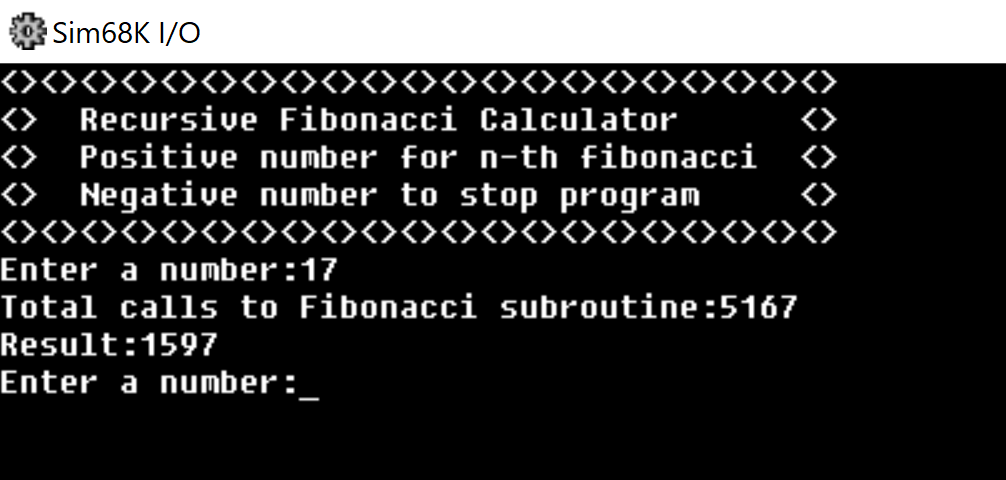 Sim68K I/O
<><><><><><><><><><><><><><><><><><><><><>
<>  Recursive Fibonacci Calculator      <>
<>  Positive number for n-th fibonacci  <>
<>  Negative number to stop program     <>
<><><><><><><><><><><><><><><><><><><><><>
Enter a number:17
Total calls to Fibonacci subroutine:5167
Result:1597
Enter a number:_